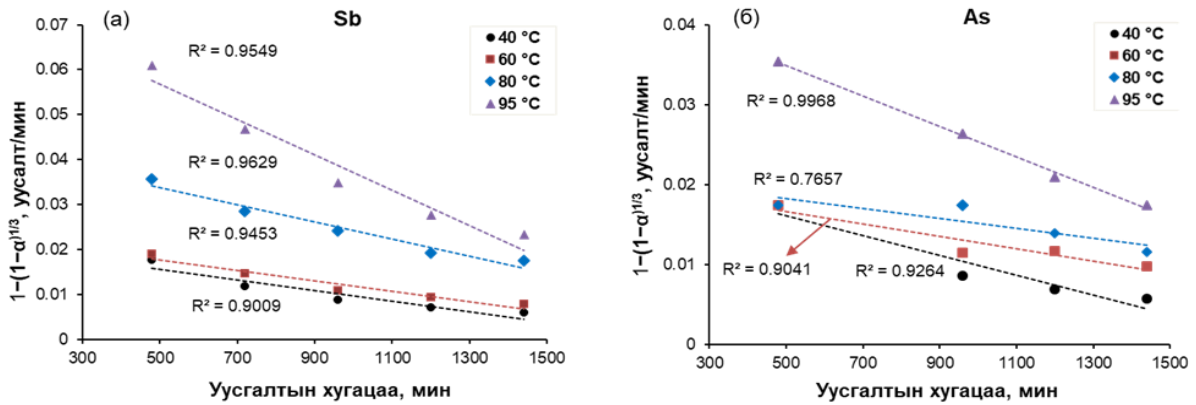 (а) Sb
1−(1−α)¹ᐟ³, уусалт/мин
0.07
0.06
0.05
0.04
0.03
0.02
0.01
0
R² = 0.9549
R² = 0.9629
R² = 0.9453
R² = 0.9009
40 °C
60 °C
80 °C
95 °C
300 500 700 900 1100 1300 1500
Уусгалтын хугацаа, мин
(б) As
1−(1−α)¹ᐟ³, уусалт/мин
0.04
0.03
0.02
0.01
0
R² = 0.9968
R² = 0.7657
R² = 0.9041
R² = 0.9264
40 °C
60 °C
80 °C
95 °C
300 500 700 900 1100 1300 1500
Уусгалтын хугацаа, мин